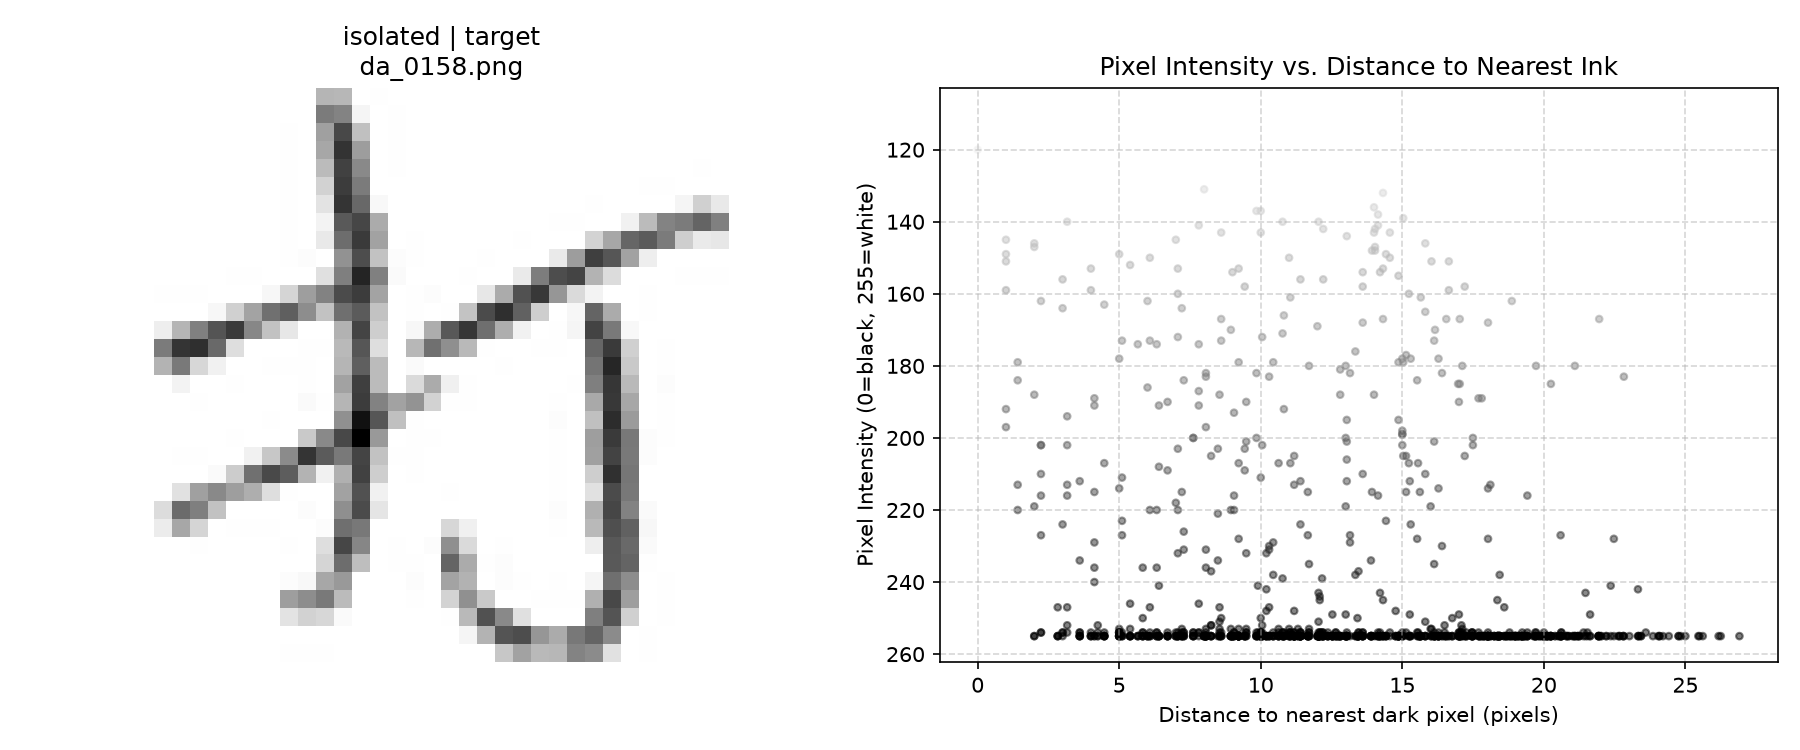 isolated | target
da_0158.png
打
Pixel Intensity vs. Distance to Nearest Ink
Pixel Intensity (0=black, 255=white)
120
140
160
180
200
220
240
260
0 5 10 15 20 25
Distance to nearest dark pixel (pixels)